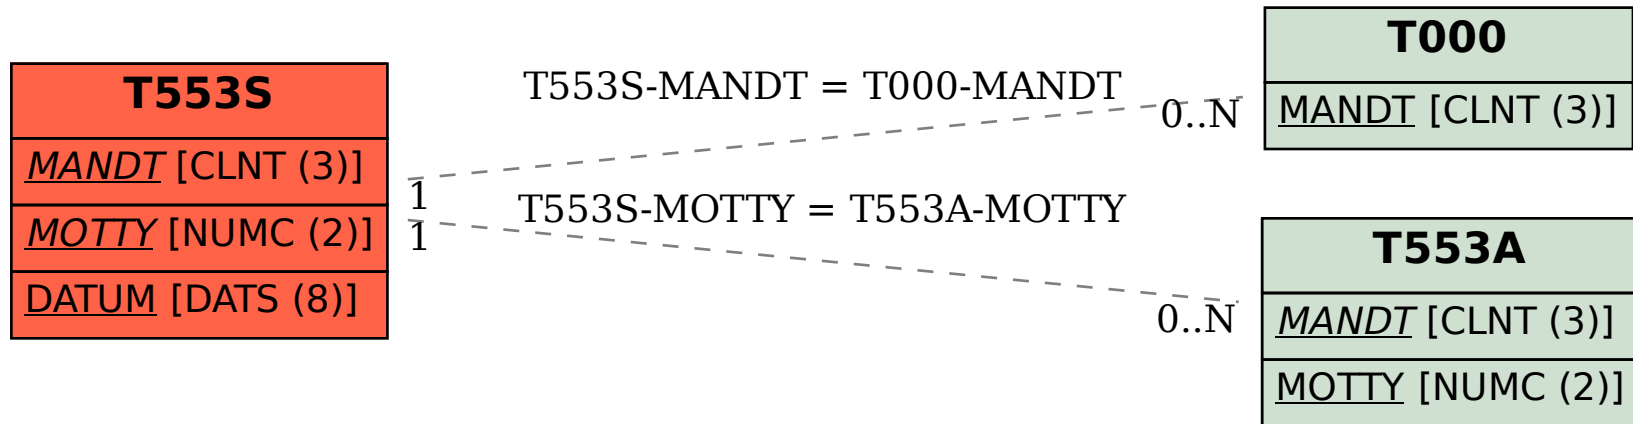 T553S
MANDT [CLNT (3)]
MOTTY [NUMC (2)]
DATUM [DATS (8)]
T553S-MANDT = T000-MANDT
0..N
1
T553S-MOTTY = T553A-MOTTY
1
0..N
T000
MANDT [CLNT (3)]
T553A
MANDT [CLNT (3)]
MOTTY [NUMC (2)]